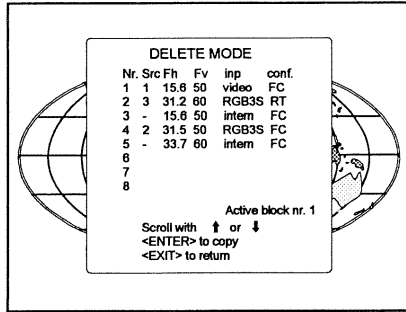 DELETE MODE
Nr. Src Fh Fv inp conf.
1 1 15.6 50 video FC
2 3 31.2 60 RGB3S RT
3 - 15.6 50 intern FC
4 2 31.5 50 RGB3S FC
5 - 33.7 60 intern FC
6
7
8
Active block nr. 1
Scroll with ⬆ or ⬇
<ENTER> to copy
<EXIT> to return